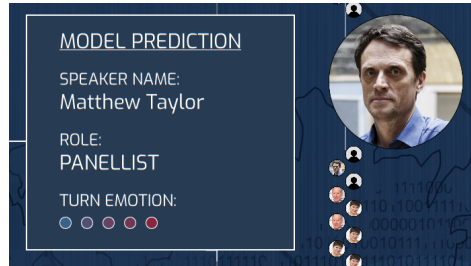 MODEL PREDICTION
SPEAKER NAME:
Matthew Taylor
ROLE:
PANELLIST
TURN EMOTION: